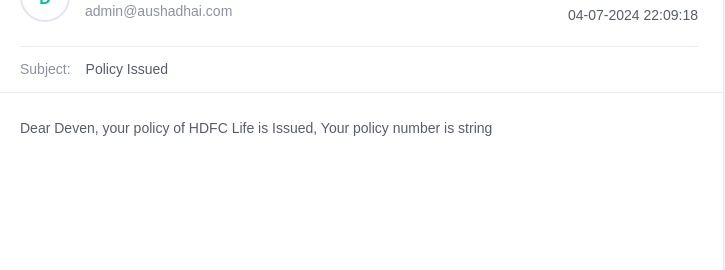 admin@aushadhai.com
04-07-2024 22:09:18
Subject: Policy Issued
Dear Deven, your policy of HDFC Life is Issued, Your policy number is string